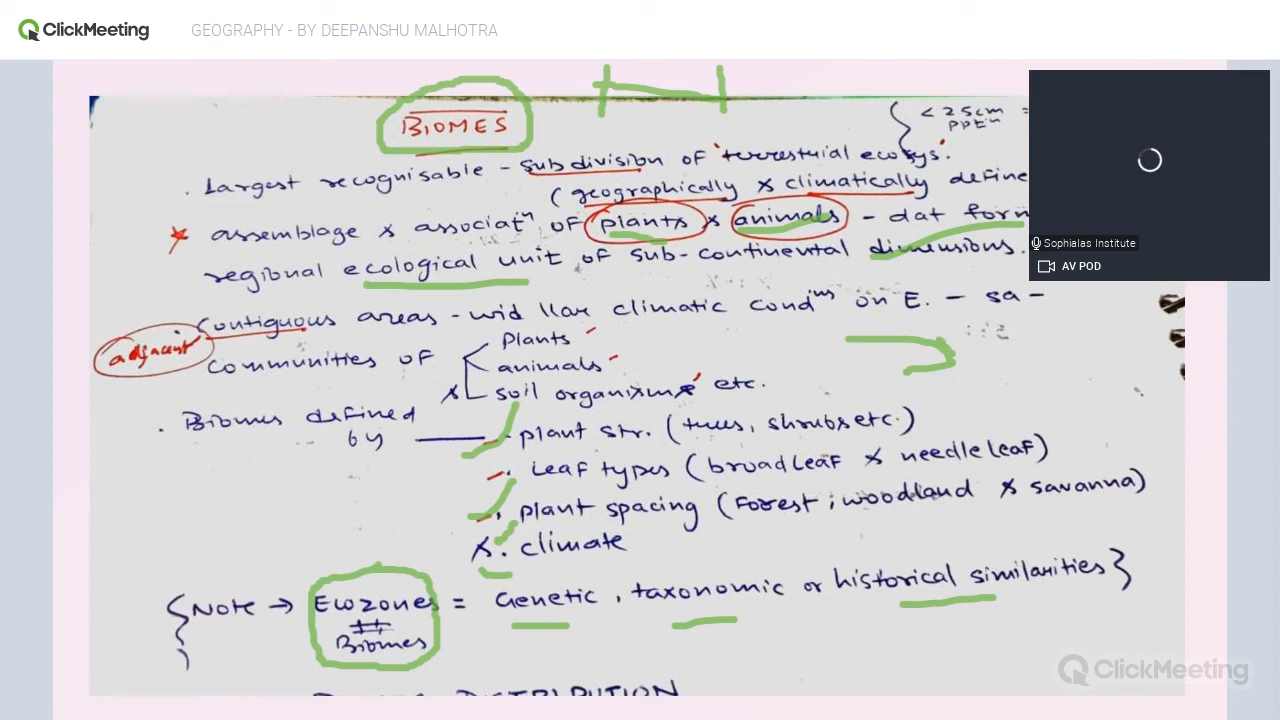 ClickMeeting
GEOGRAPHY - BY DEEPANSHU MALHOTRA
BIOMES
< 25cm =
PPtn
. Largest recognisable - subdivision of 'terrestrial ecosys'.
(geographically & climatically define
assemblage & associatn of plants & animals - dat form
regional ecological unit of sub-continental dimensions.
Sophialas Institute
AV POD
Contiguous areas - wid llar climatic condins on E. - sa -
adjacent
communities of
Plants
animals
& soil organisms etc.
. Biomes defined
by
. plant str. (trees, shrubs etc.)
. Leaf types (broadleaf & needleleaf)
. plant spacing (Forest ; woodland & savanna)
& . climate
{ Note → Ecozones = Genetic, taxonomic or historical similarities }
≠
Biomes
DISTRIBUTION
ClickMeeting